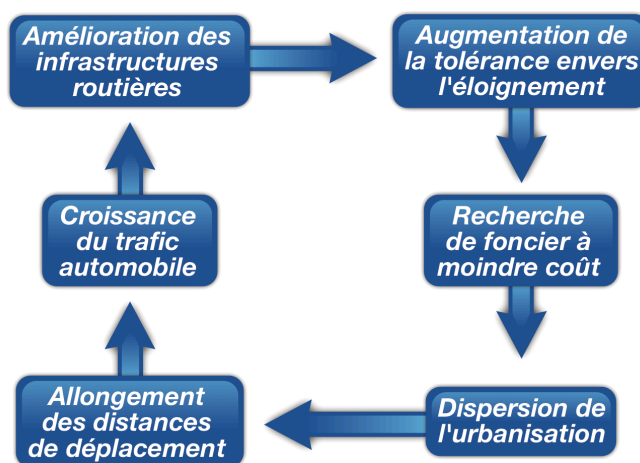 Amélioration des
infrastructures
routières
Augmentation de
la tolérance envers
l'éloignement
Recherche
de foncier à
moindre coût
Dispersion de
l'urbanisation
Allongement
des distances
de déplacement
Croissance
du trafic
automobile